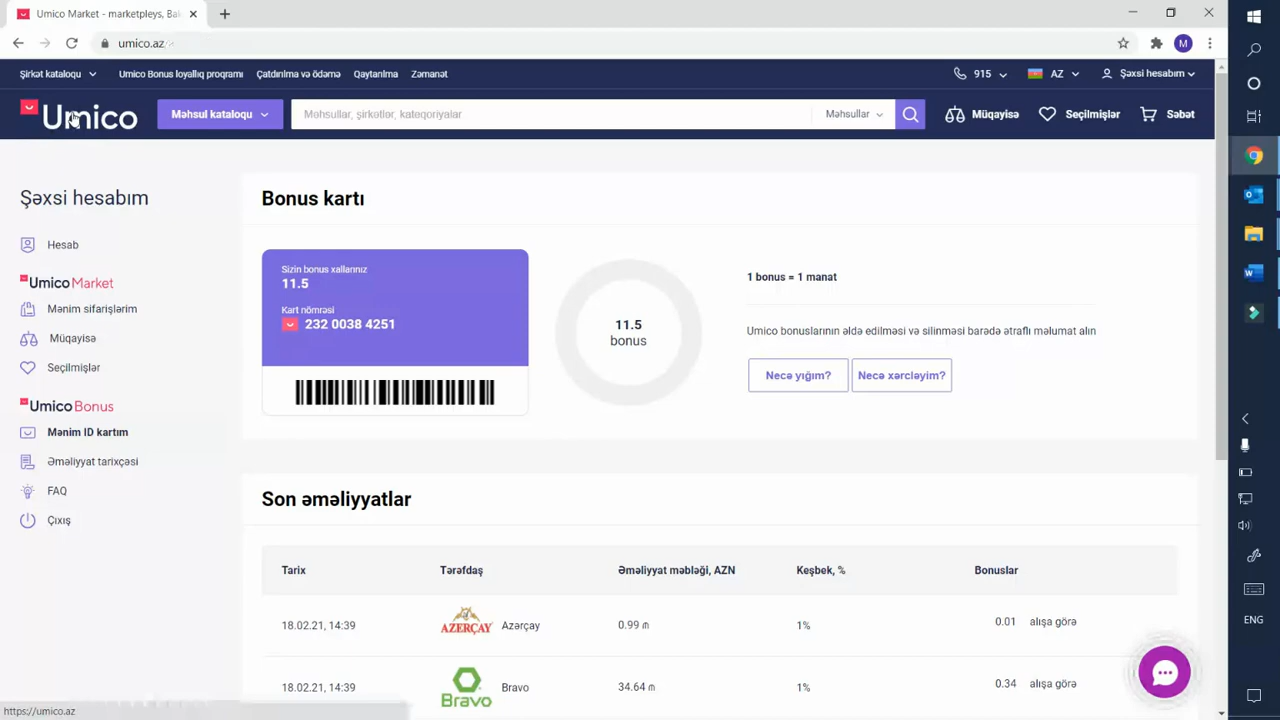 Umico Market - marketpleys, Bak
umico.az
Şirkət kataloqu Umico Bonus loyallıq proqramı Çatdırılma və ödəmə Qaytarılma Zəmanət 915 AZ Şəxsi hesabım
Umico Məhsul kataloqu Məhsullar, şirkətlər, kateqoriyalar Məhsullar Müqayisə Seçilmişlər Səbət
Şəxsi hesabım
Hesab
Umico Market
Mənim sifarişlərim
Müqayisə
Seçilmişlər
Umico Bonus
Mənim ID kartım
Əməliyyat tarixçəsi
FAQ
Çıxış
Bonus kartı
Sizin bonus xallarınız
11.5
Kart nömrəsi
232 0038 4251
11.5
bonus
1 bonus = 1 manat
Umico bonuslarının əldə edilməsi və silinməsi barədə ətraflı məlumat alın
Necə yığım? Necə xərcləyim?
Son əməliyyatlar
Tarix Tərəfdaş Əməliyyat məbləği, AZN Keşbek, % Bonuslar
18.02.21, 14:39 AZERÇAY Azərçay 0.99 ₼ 1% 0.01 alışa görə
18.02.21, 14:39 Bravo Bravo 34.64 ₼ 1% 0.34 alışa görə
https://umico.az
M
ENG